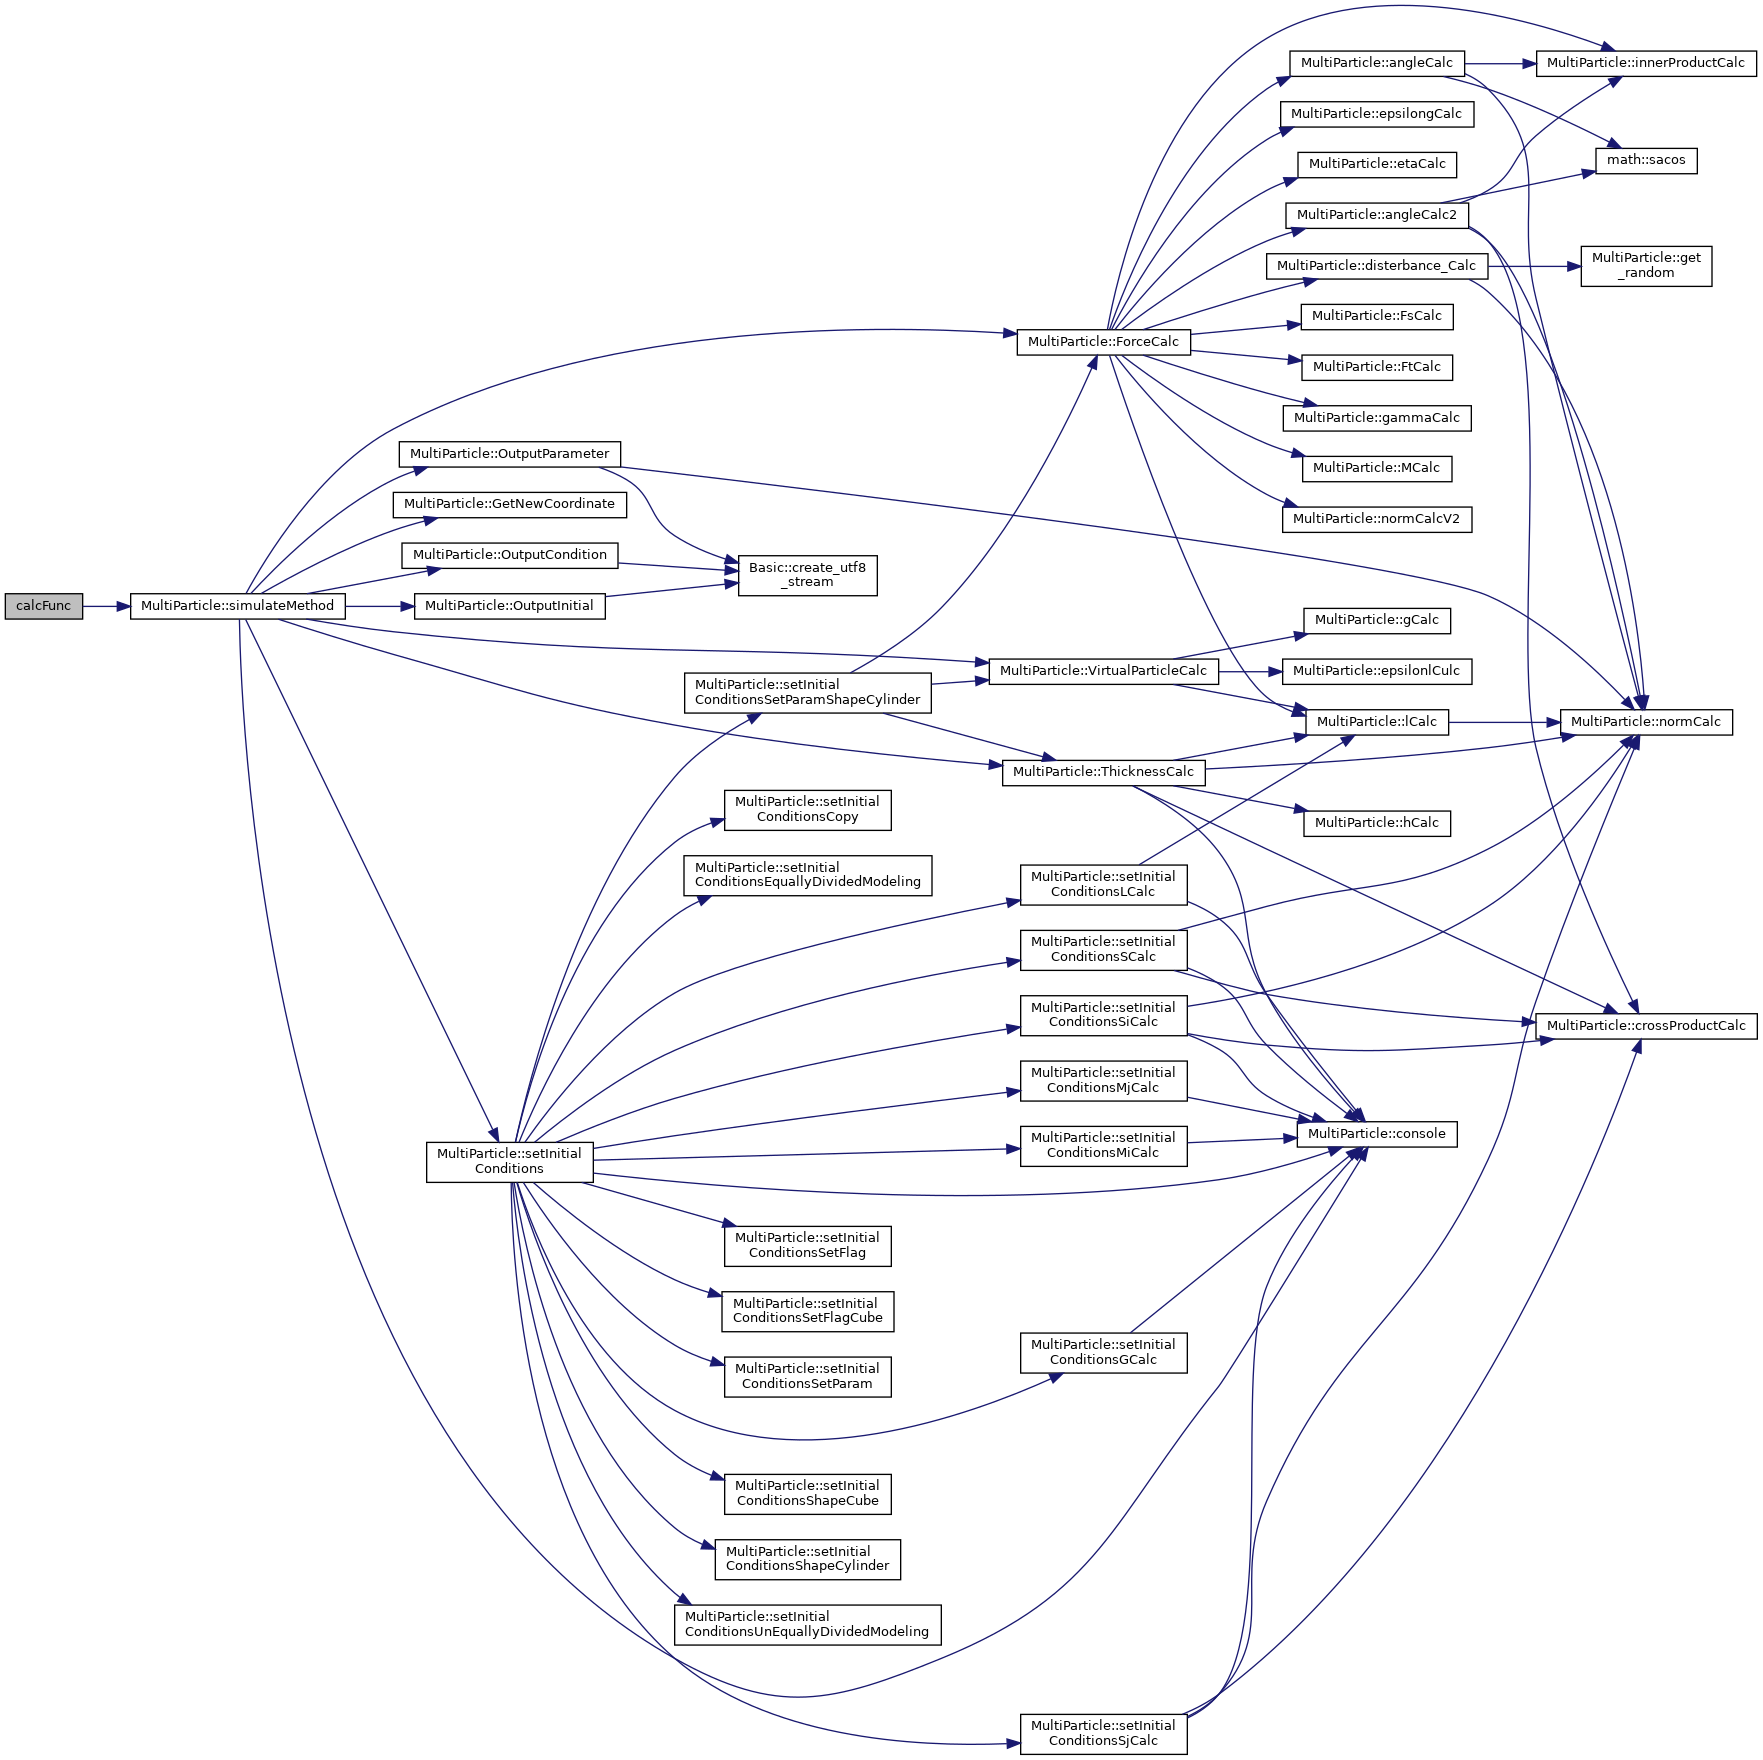 calcFunc
MultiParticle::simulateMethod
MultiParticle::OutputParameter
MultiParticle::GetNewCoordinate
MultiParticle::OutputCondition
MultiParticle::OutputInitial
MultiParticle::setInitial
Conditions
Basic::create_utf8
_stream
MultiParticle::setInitial
ConditionsSetParamShapeCylinder
MultiParticle::setInitial
ConditionsCopy
MultiParticle::setInitial
ConditionsEquallyDividedModeling
MultiParticle::setInitial
ConditionsSetFlag
MultiParticle::setInitial
ConditionsSetFlagCube
MultiParticle::setInitial
ConditionsSetParam
MultiParticle::setInitial
ConditionsShapeCube
MultiParticle::setInitial
ConditionsShapeCylinder
MultiParticle::setInitial
ConditionsUnEquallyDividedModeling
MultiParticle::ForceCalc
MultiParticle::VirtualParticleCalc
MultiParticle::ThicknessCalc
MultiParticle::setInitial
ConditionsLCalc
MultiParticle::setInitial
ConditionsSCalc
MultiParticle::setInitial
ConditionsSiCalc
MultiParticle::setInitial
ConditionsMjCalc
MultiParticle::setInitial
ConditionsMiCalc
MultiParticle::setInitial
ConditionsGCalc
MultiParticle::setInitial
ConditionsSjCalc
MultiParticle::angleCalc
MultiParticle::epsilongCalc
MultiParticle::etaCalc
MultiParticle::angleCalc2
MultiParticle::disterbance_Calc
MultiParticle::FsCalc
MultiParticle::FtCalc
MultiParticle::gammaCalc
MultiParticle::MCalc
MultiParticle::normCalcV2
MultiParticle::gCalc
MultiParticle::epsilonlCulc
MultiParticle::lCalc
MultiParticle::hCalc
MultiParticle::console
MultiParticle::innerProductCalc
math::sacos
MultiParticle::get
_random
MultiParticle::normCalc
MultiParticle::crossProductCalc